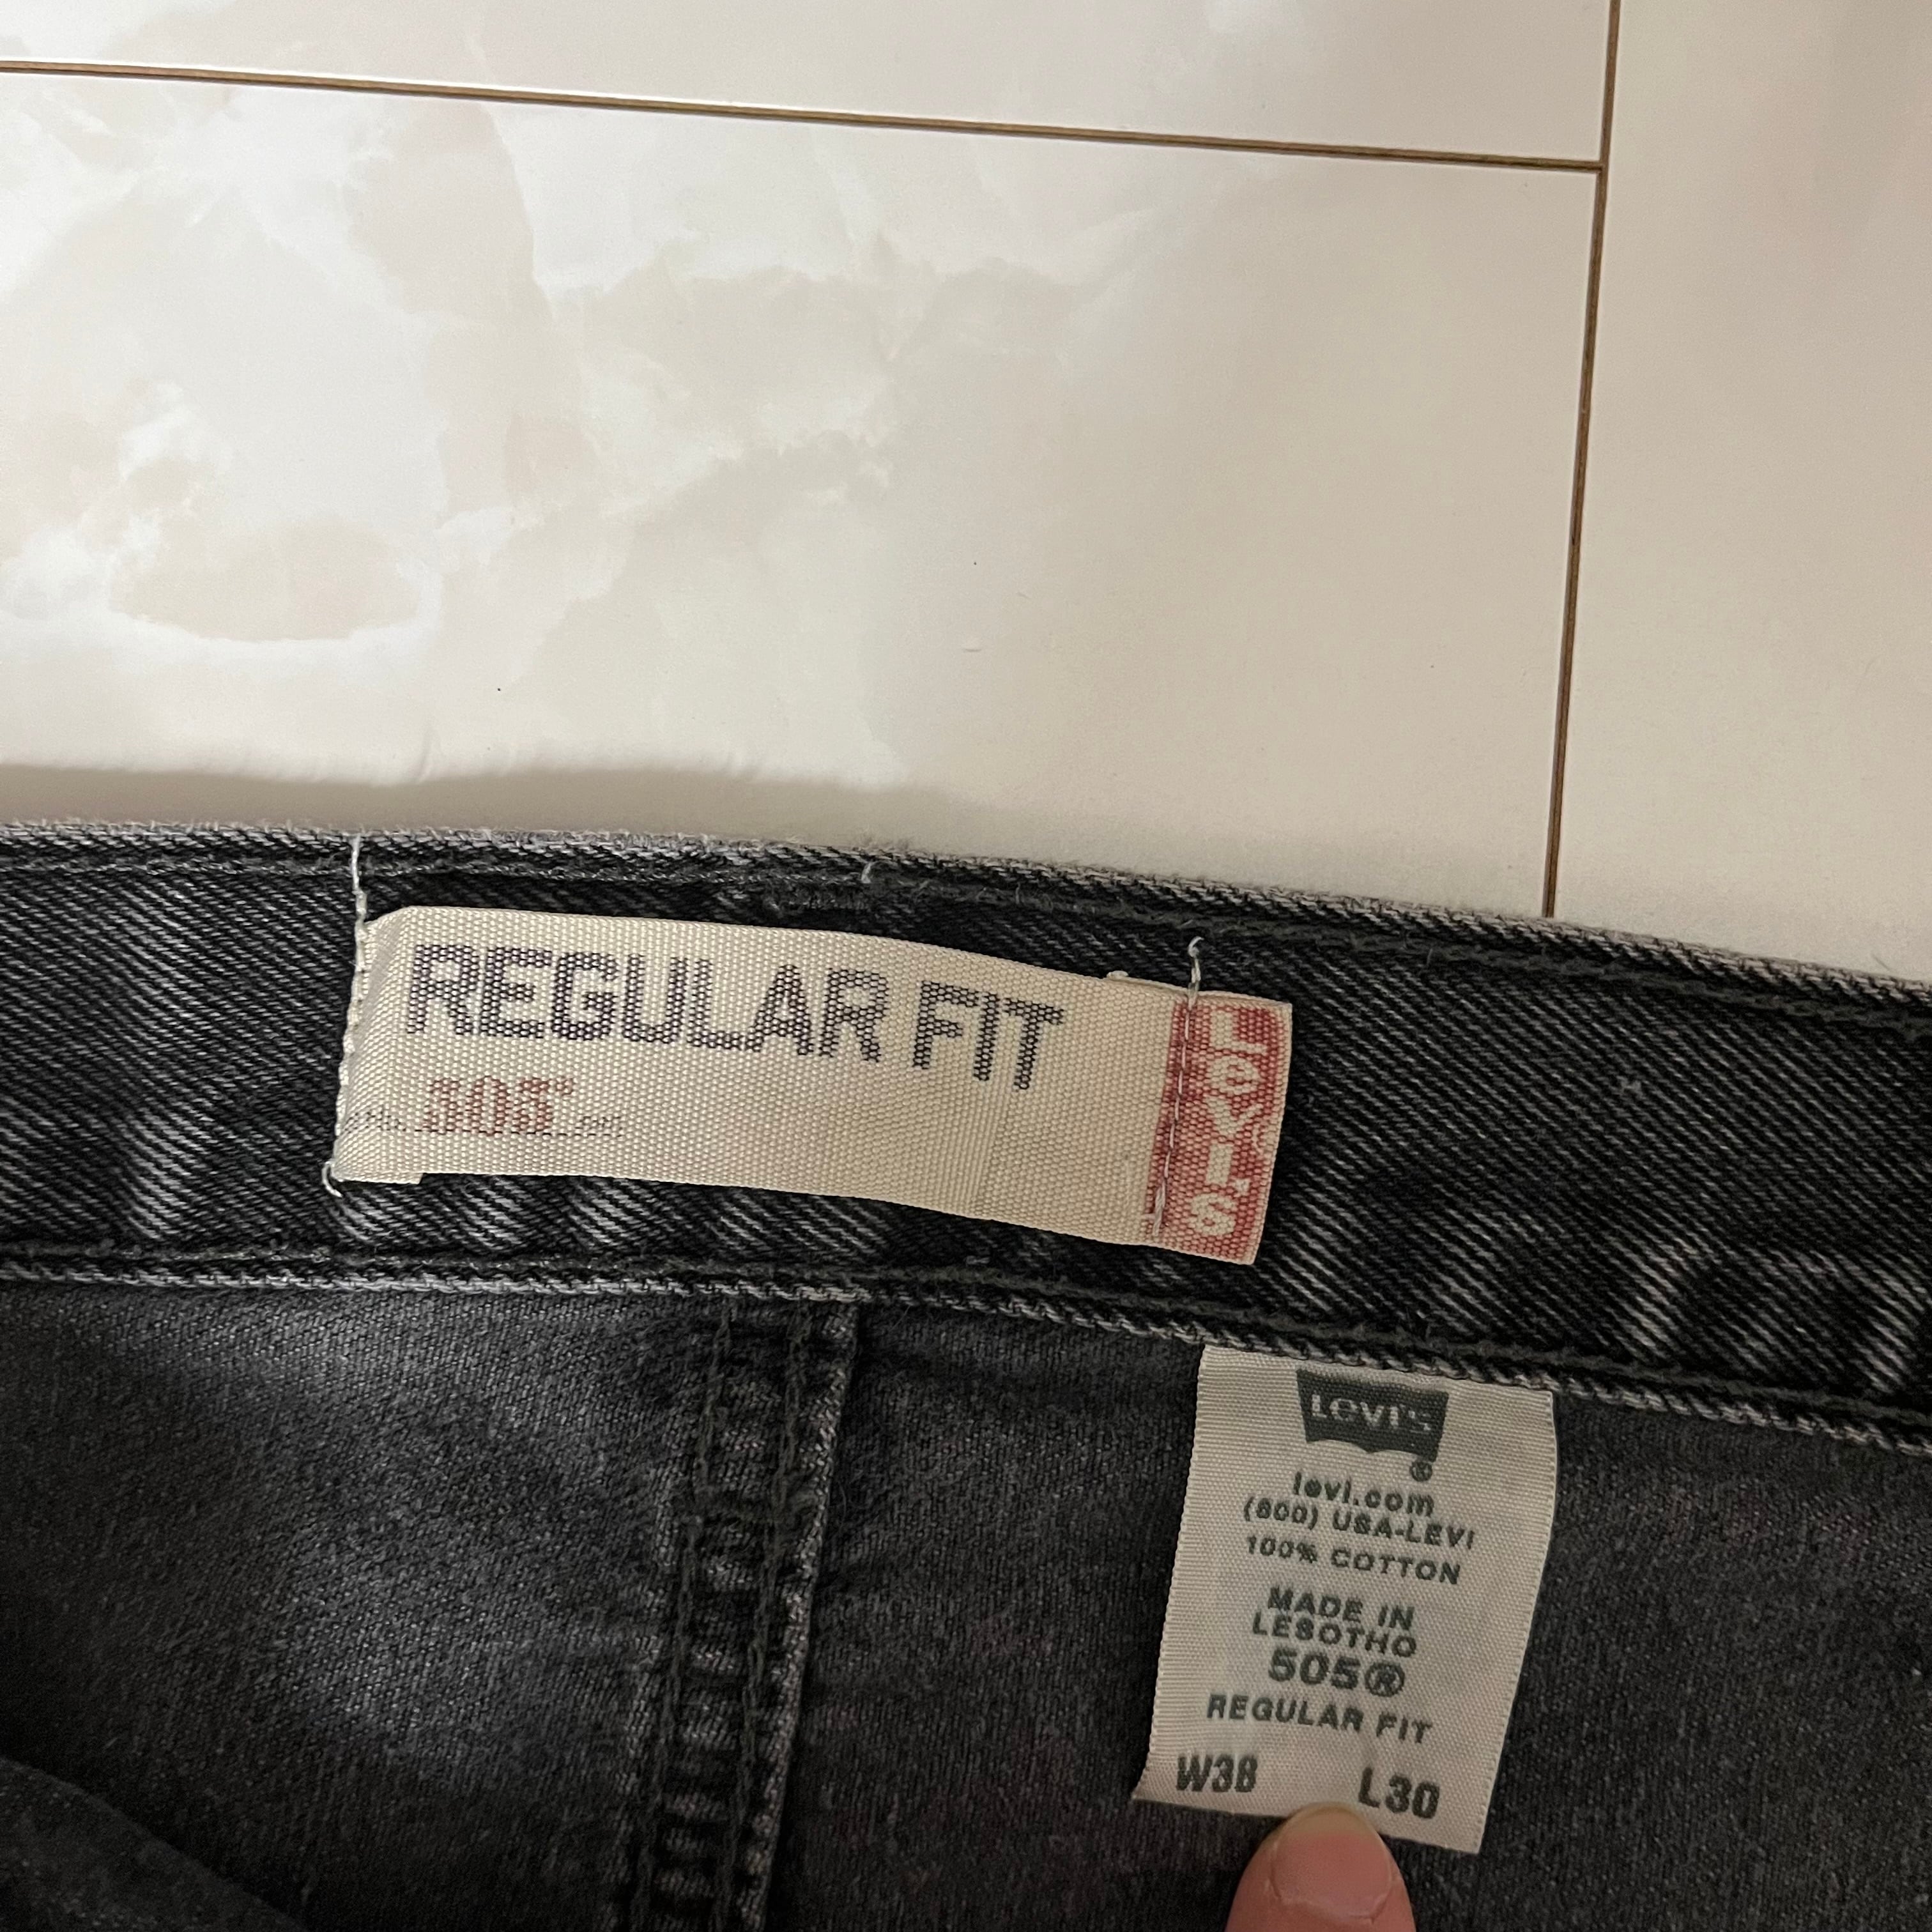 REGULAR FIT
505
LEVI'S
Levi's
®
levi.com
(800) USA-LEVI
100% COTTON
MADE IN
LESOTHO
505®
REGULAR FIT
W38 L30